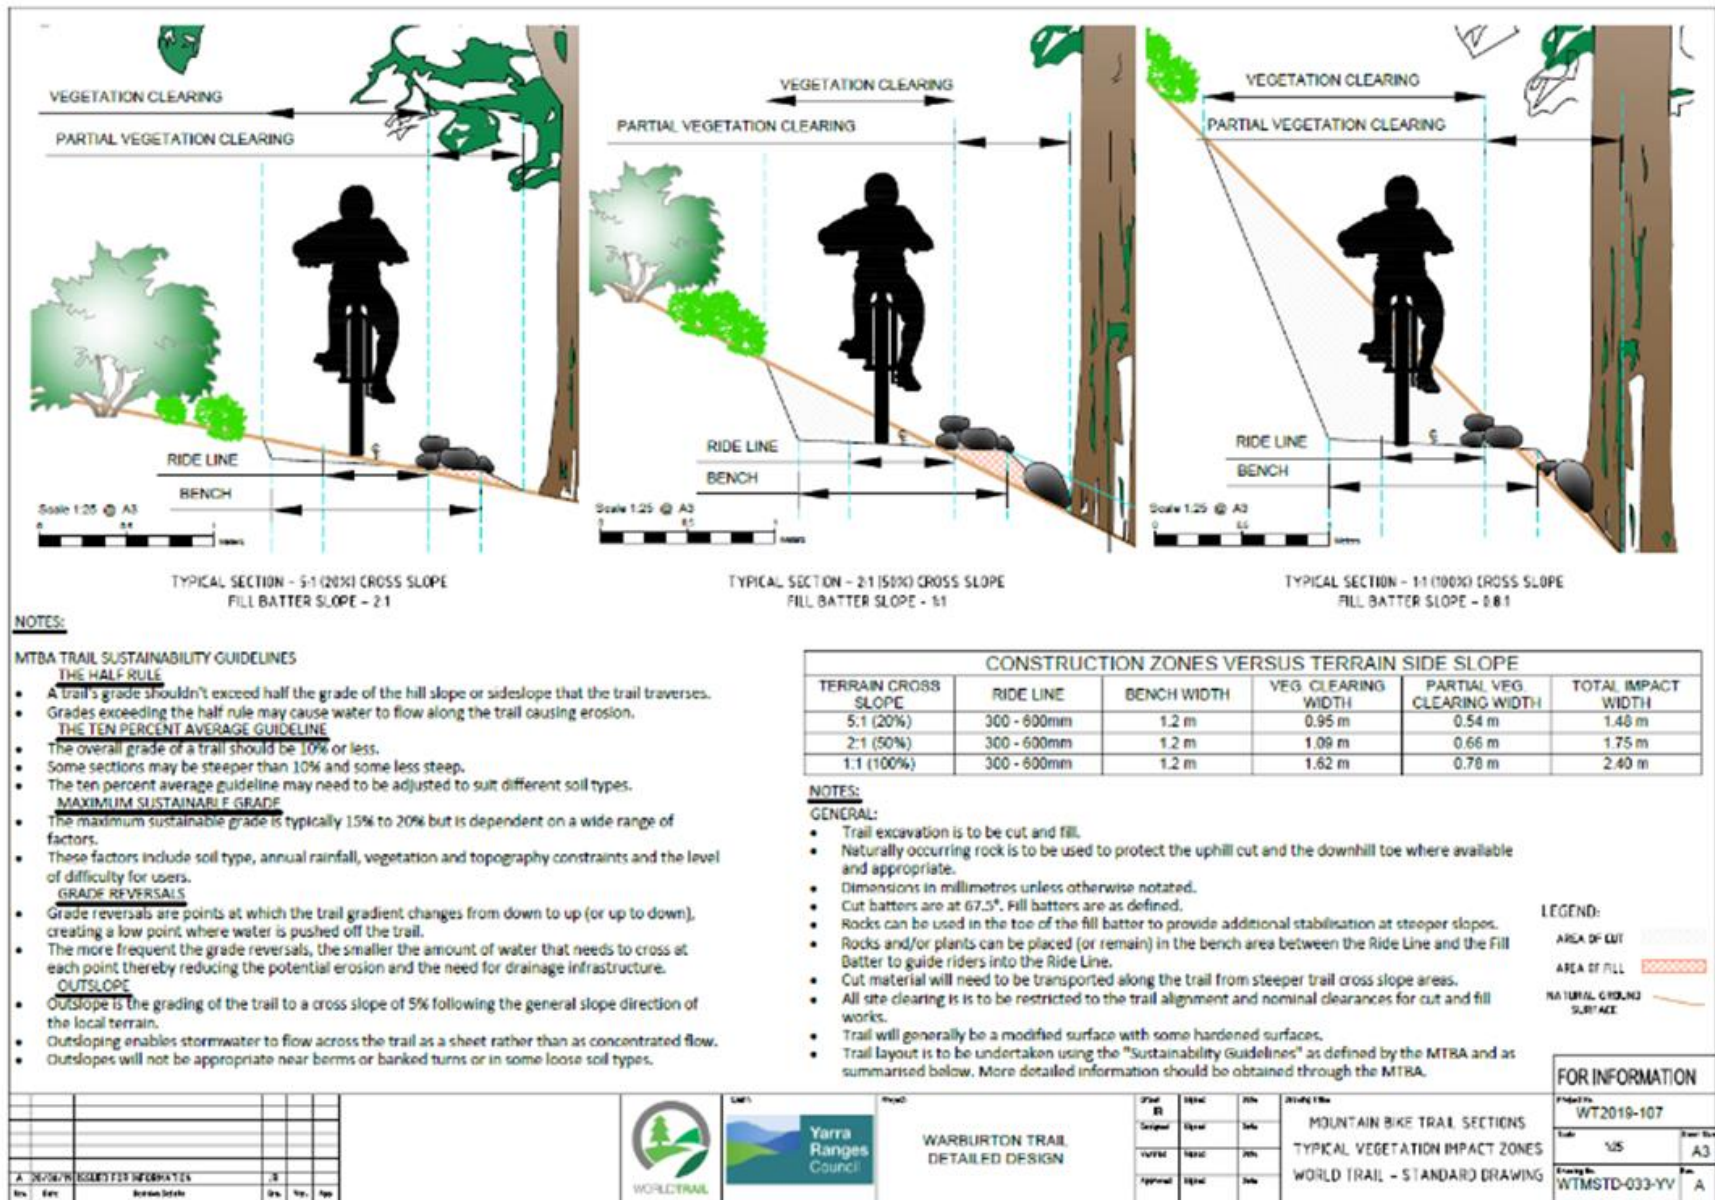 VEGETATION CLEARING
PARTIAL VEGETATION CLEARING
RIDE LINE
BENCH
Scale 1:25 @ A3
TYPICAL SECTION - 5:1 (20%) CROSS SLOPE
FILL BATTER SLOPE - 2:1
VEGETATION CLEARING
PARTIAL VEGETATION CLEARING
RIDE LINE
BENCH
Scale 1:25 @ A3
TYPICAL SECTION - 2:1 (50%) CROSS SLOPE
FILL BATTER SLOPE - 1:1
VEGETATION CLEARING
PARTIAL VEGETATION CLEARING
RIDE LINE
BENCH
Scale 1:25 @ A3
TYPICAL SECTION - 1:1 (100%) CROSS SLOPE
FILL BATTER SLOPE - 0.8:1
NOTES:
MTBA TRAIL SUSTAINABILITY GUIDELINES
THE HALF RULE
• A trail's grade shouldn't exceed half the grade of the hill slope or sideslope that the trail traverses.
• Grades exceeding the half rule may cause water to flow along the trail causing erosion.
THE TEN PERCENT AVERAGE GUIDELINE
• The overall grade of a trail should be 10% or less.
• Some sections may be steeper than 10% and some less steep.
• The ten percent average guideline may need to be adjusted to suit different soil types.
MAXIMUM SUSTAINABLE GRADE
• The maximum sustainable grade is typically 15% to 20% but is dependent on a wide range of
factors.
• These factors include soil type, annual rainfall, vegetation and topography constraints and the level
of difficulty for users.
GRADE REVERSALS
• Grade reversals are points at which the trail gradient changes from down to up (or up to down),
creating a low point where water is pushed off the trail.
• The more frequent the grade reversals, the smaller the amount of water that needs to cross at
each point thereby reducing the potential erosion and the need for drainage infrastructure.
OUTSLOPE
• Outslope is the grading of the trail to a cross slope of 5% following the general slope direction of
the local terrain.
• Outsloping enables stormwater to flow across the trail as a sheet rather than as concentrated flow.
• Outslopes will not be appropriate near berms or banked turns or in some loose soil types.
CONSTRUCTION ZONES VERSUS TERRAIN SIDE SLOPE
TERRAIN CROSS SLOPE RIDE LINE BENCH WIDTH VEG. CLEARING WIDTH PARTIAL VEG. CLEARING WIDTH TOTAL IMPACT WIDTH
5:1 (20%) 300 - 600mm 1.2 m 0.95 m 0.54 m 1.48 m
2:1 (50%) 300 - 600mm 1.2 m 1.09 m 0.66 m 1.75 m
1:1 (100%) 300 - 600mm 1.2 m 1.62 m 0.78 m 2.40 m
NOTES:
GENERAL:
• Trail excavation is to be cut and fill.
• Naturally occurring rock is to be used to protect the uphill cut and the downhill toe where available
and appropriate.
• Dimensions in millimetres unless otherwise notated.
• Cut batters are at 67.5°. Fill batters are as defined.
• Rocks can be used in the toe of the fill batter to provide additional stabilisation at steeper slopes.
• Rocks and/or plants can be placed (or remain) in the bench area between the Ride Line and the Fill
Batter to guide riders into the Ride Line.
• Cut material will need to be transported along the trail from steeper trail cross slope areas.
• All site clearing is is to be restricted to the trail alignment and nominal clearances for cut and fill
works.
• Trail will generally be a modified surface with some hardened surfaces.
• Trail layout is to be undertaken using the "Sustainability Guidelines" as defined by the MTBA and as
summarised below. More detailed information should be obtained through the MTBA.
LEGEND:
AREA OF CUT
AREA OF FILL
NATURAL GROUND
SURFACE
FOR INFORMATION
A ISSUED FOR INFORMATION JR
WORLDTRAIL
Yarra
Ranges
Council
WARBURTON TRAIL
DETAILED DESIGN
MOUNTAIN BIKE TRAIL SECTIONS
TYPICAL VEGETATION IMPACT ZONES
WORLD TRAIL - STANDARD DRAWING
WT2019-107
1:25
A3
WTMSTD-033-YV
A